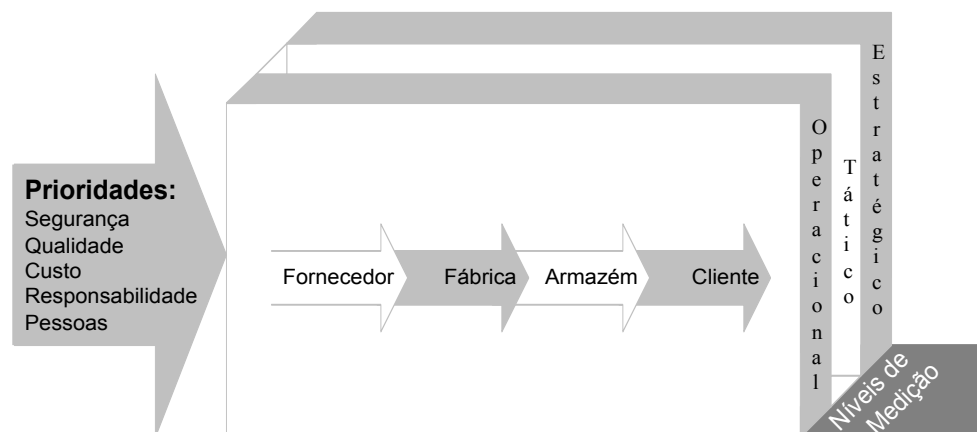 Prioridades:
Segurança
Qualidade
Custo
Responsabilidade
Pessoas
Fornecedor
Fábrica
Armazém
Cliente
Operacional
Tático
Estratégico
Níveis de
Medição